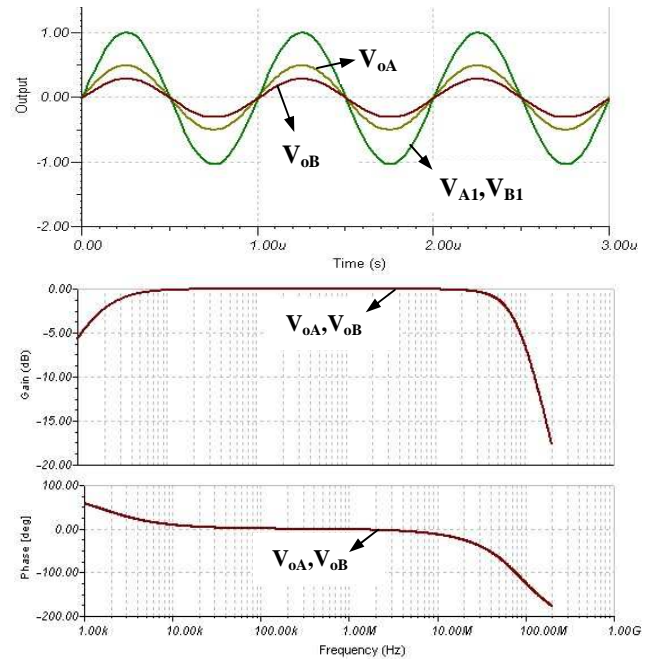 1.00
V_oA
Output
0.00
V_oB
-1.00
V_A1,V_B1
-2.00
0.00 1.00u 2.00u 3.00u
Time (s)
0.00
-5.00
V_oA,V_oB
Gain (dB)
-10.00
-15.00
-20.00
100.00
Phase [deg]
0.00
V_oA,V_oB
-100.00
-200.00
1.00k 10.00k 100.00k 1.00M 10.00M 100.00M 1.00G
Frequency (Hz)